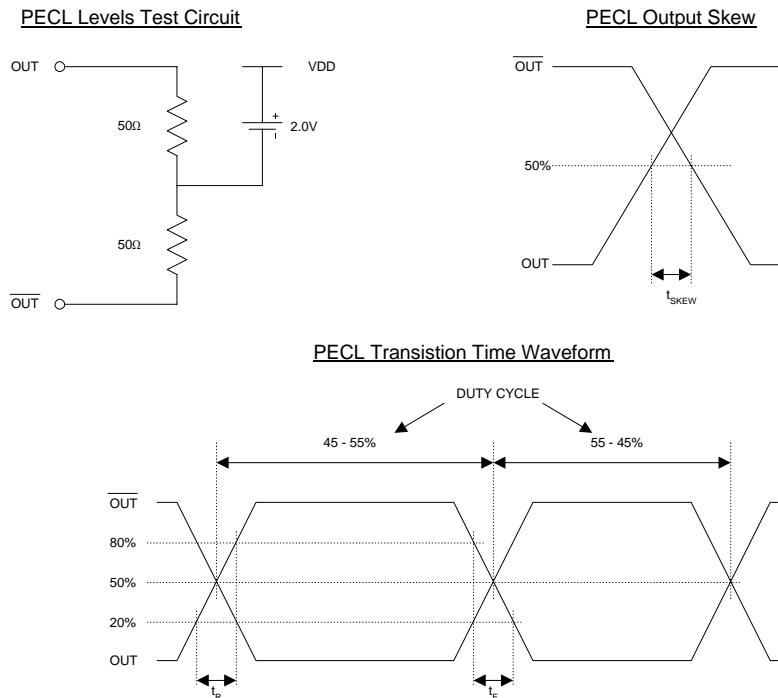 PECL Levels Test Circuit
OUT
VDD
50Ω
+
2.0V
-
50Ω
OUT
PECL Output Skew
OUT
50%
OUT
tSKEW
PECL Transistion Time Waveform
DUTY CYCLE
45 - 55%
55 - 45%
OUT
80%
50%
20%
OUT
tR
tF